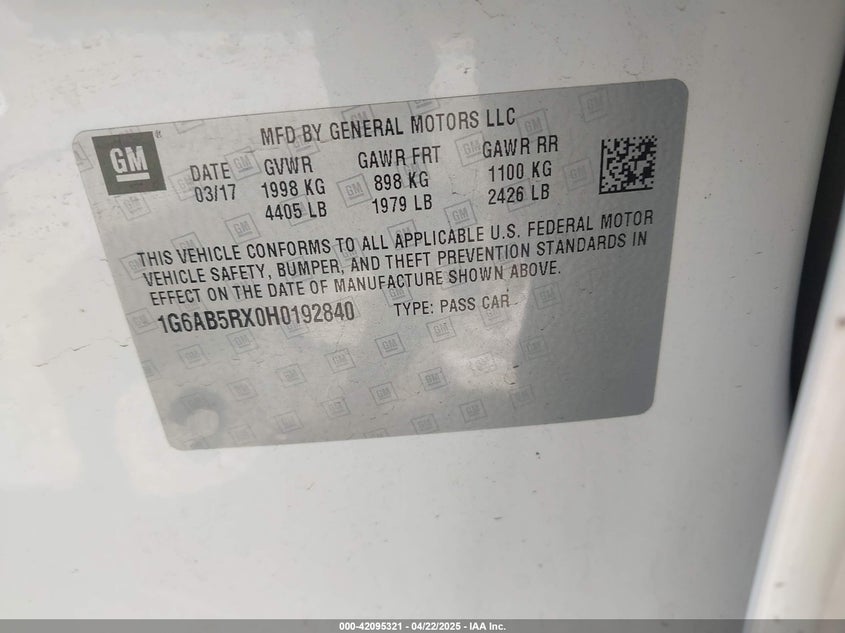 GM
MFD BY GENERAL MOTORS LLC
DATE GVWR GAWR FRT GAWR RR
03/17 1998 KG 898 KG 1100 KG
4405 LB 1979 LB 2426 LB
THIS VEHICLE CONFORMS TO ALL APPLICABLE U.S. FEDERAL MOTOR
VEHICLE SAFETY, BUMPER, AND THEFT PREVENTION STANDARDS IN
EFFECT ON THE DATE OF MANUFACTURE SHOWN ABOVE.
1G6AB5RX0H0192840 TYPE: PASS CAR
000-42095321 | 04/22/2025 - IAA Inc.